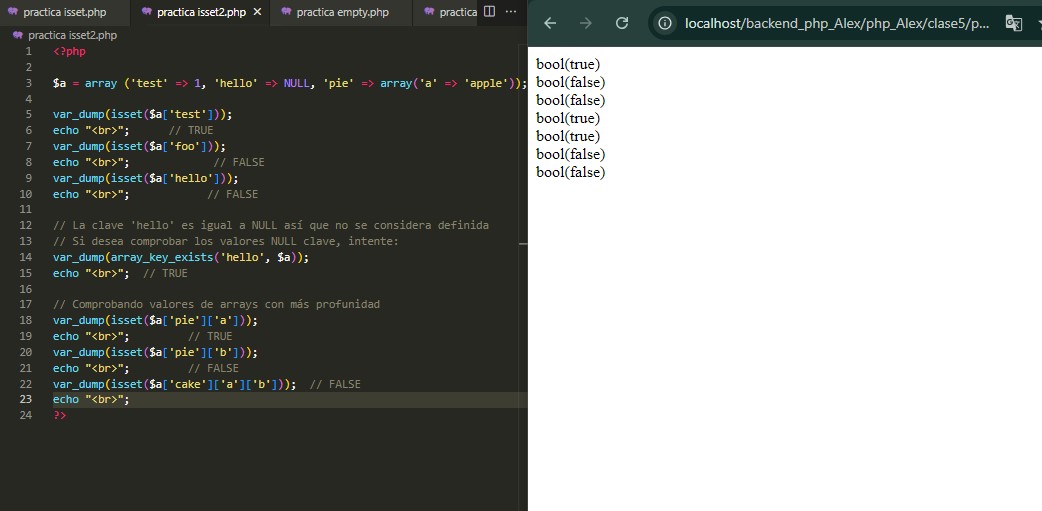 practica isset.php
practica isset2.php
practica empty.php
practica
practica isset2.php
1 <?php
2
3 $a = array ('test' => 1, 'hello' => NULL, 'pie' => array('a' => 'apple'));
4
5 var_dump(isset($a['test']));
6 echo "<br>";      // TRUE
7 var_dump(isset($a['foo']));
8 echo "<br>";             // FALSE
9 var_dump(isset($a['hello']));
10 echo "<br>";            // FALSE
11
12 // La clave 'hello' es igual a NULL así que no se considera definida
13 // Si desea comprobar los valores NULL clave, intente:
14 var_dump(array_key_exists('hello', $a));
15 echo "<br>";  // TRUE
16
17 // Comprobando valores de arrays con más profunidad
18 var_dump(isset($a['pie']['a']));
19 echo "<br>";         // TRUE
20 var_dump(isset($a['pie']['b']));
21 echo "<br>";         // FALSE
22 var_dump(isset($a['cake']['a']['b']));  // FALSE
23 echo "<br>";
24 ?>
localhost/backend_php_Alex/php_Alex/clase5/p...
bool(true)
bool(false)
bool(false)
bool(true)
bool(true)
bool(false)
bool(false)